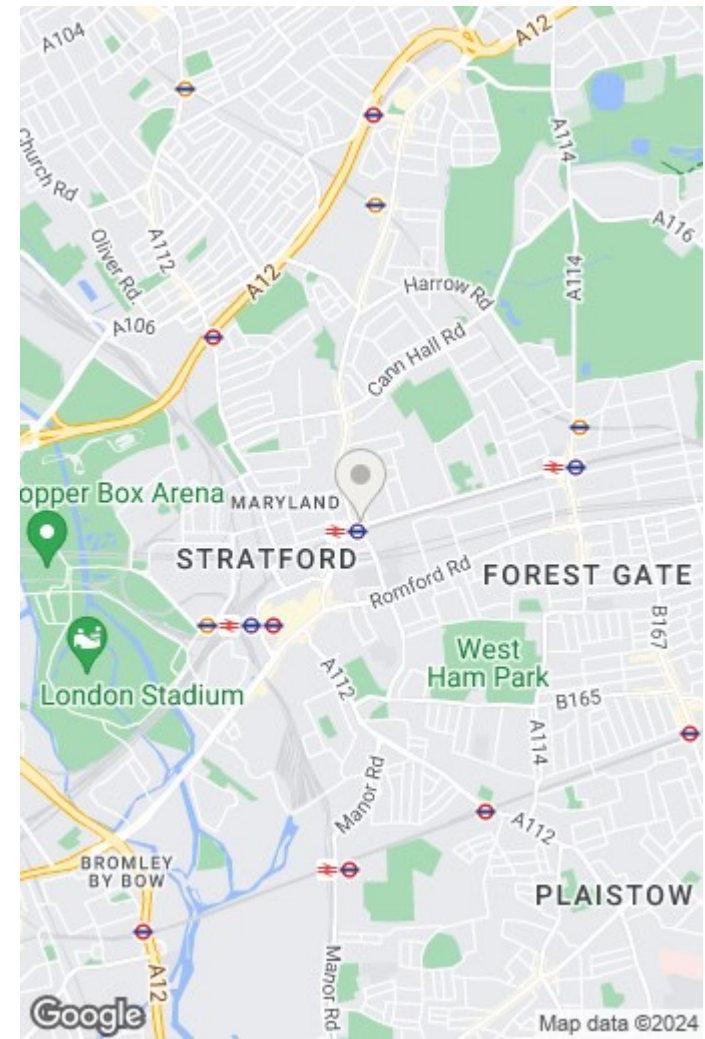 A104
A12
A114
Church Rd
A112
Oliver Rd.
A116
A12
A114
Harrow Rd
A106
Cann Hall Rd
opper Box Arena
MARYLAND
STRATFORD
Romford Rd
FOREST GATE
B167
A112
West
Ham Park
London Stadium
B165
A114
Manor Rd
A112
BROMLEY
BY BOW
PLAISTOW
A12
Manor Rd
Google
Map data ©2024